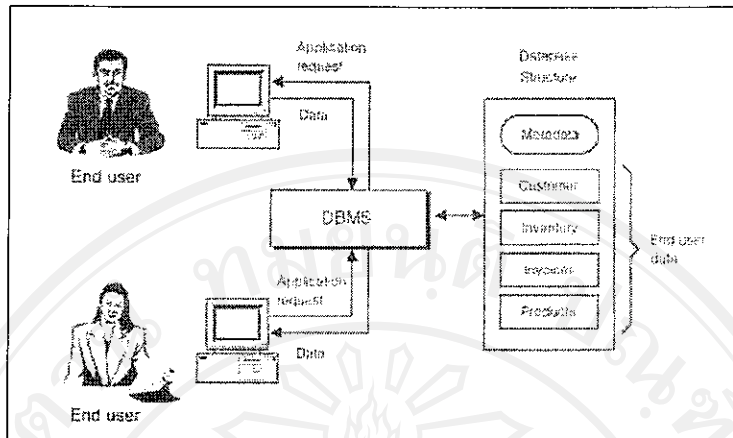 Application
request
Data
End user
DBMS
Application
request
Data
End user
Database
Structure
Metadata
Customer
Inventory
Invoices
Products
End user
data